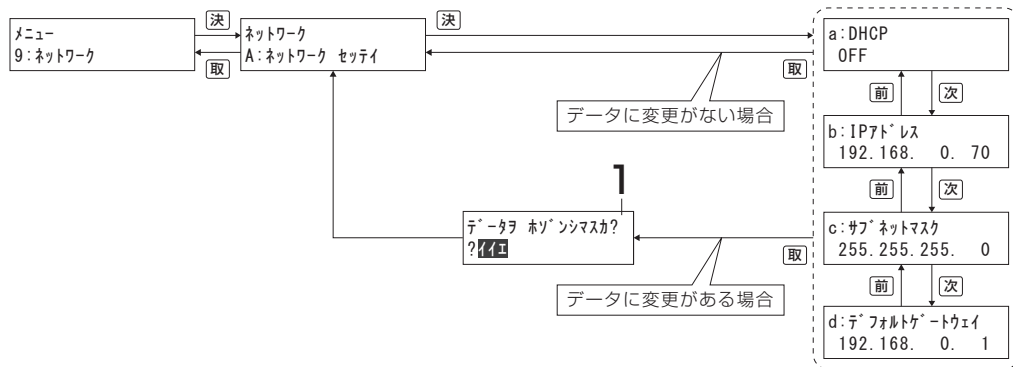 メニュー
9:ネットワーク
決
取
ネットワーク
A:ネットワーク セッテイ
決
取
データに変更がない場合
a:DHCP
OFF
前 次
b:IPアドレス
192.168.  0. 70
前 次
1
データヲ ホゾンシマスカ?
?イイエ
取
データに変更がある場合
c:サブネットマスク
255.255.255.  0
前 次
d:デフォルトゲートウェイ
192.168.  0.  1